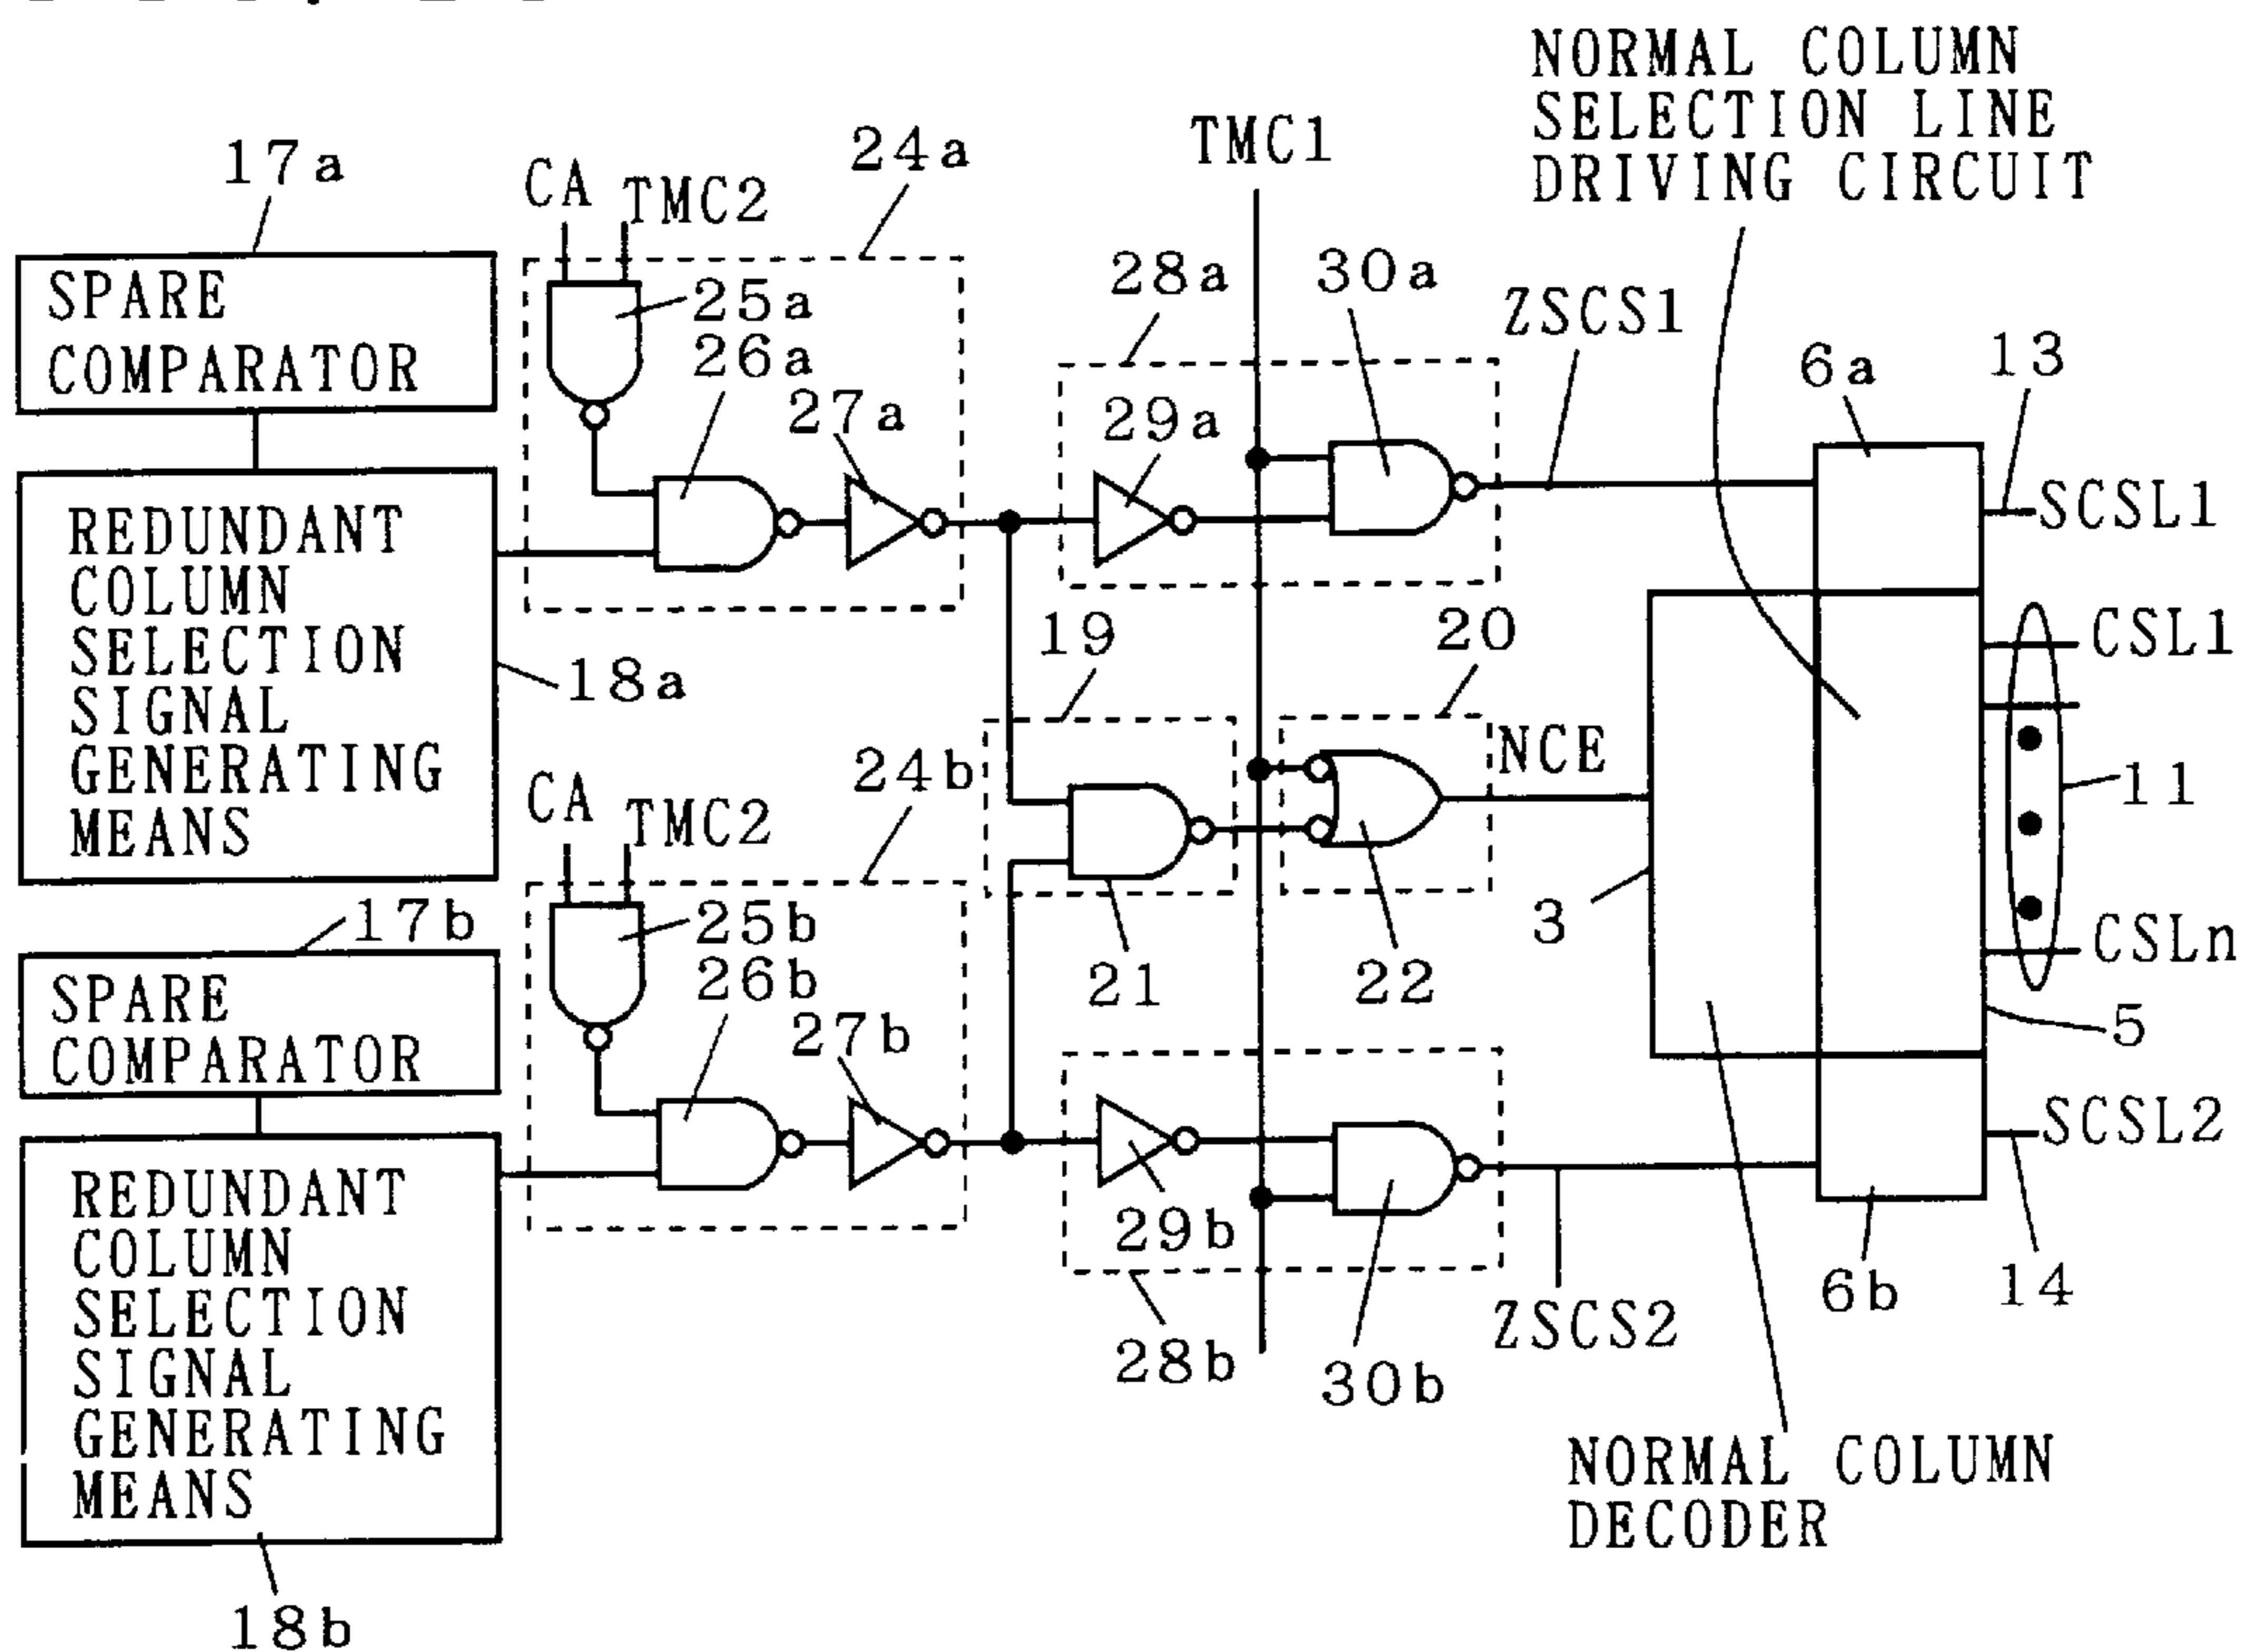 NORMAL COLUMN
SELECTION LINE
DRIVING CIRCUIT
TMC1
24a
17a
CA
TMC2
SPARE
COMPARATOR
25a
26a
27a
28a
30a
ZSCS1
29a
6a
13
SCSL1
REDUNDANT
COLUMN
SELECTION
SIGNAL
GENERATING
MEANS
18a
19
20
CSL1
NCE
11
24b
CA
TMC2
17b
25b
26b
27b
21
22
3
CSLn
5
SPARE
COMPARATOR
SCSL2
29b
28b
30b
ZSCS2
6b
14
REDUNDANT
COLUMN
SELECTION
SIGNAL
GENERATING
MEANS
18b
NORMAL COLUMN
DECODER